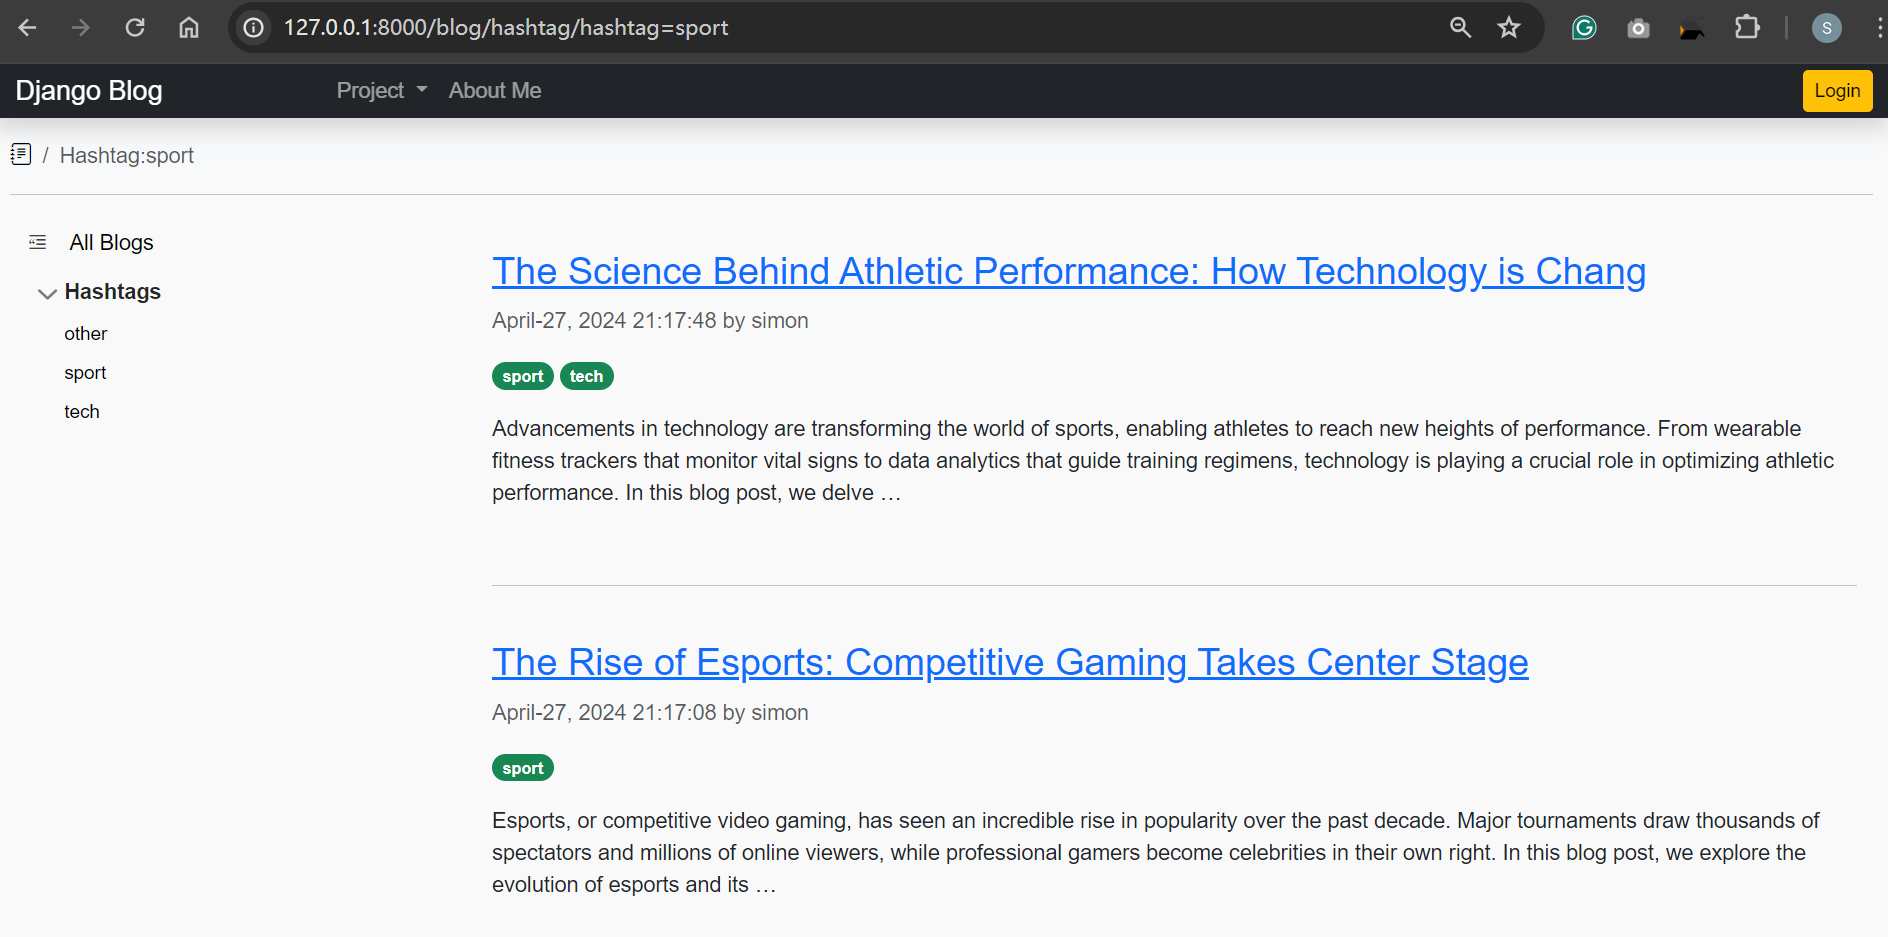 127.0.0.1:8000/blog/hashtag/hashtag=sport
S
Django Blog Project About Me Login
/ Hashtag:sport
All Blogs
Hashtags
other
sport
tech
The Science Behind Athletic Performance: How Technology is Chang
April-27, 2024 21:17:48 by simon
sport tech
Advancements in technology are transforming the world of sports, enabling athletes to reach new heights of performance. From wearable
fitness trackers that monitor vital signs to data analytics that guide training regimens, technology is playing a crucial role in optimizing athletic
performance. In this blog post, we delve …
The Rise of Esports: Competitive Gaming Takes Center Stage
April-27, 2024 21:17:08 by simon
sport
Esports, or competitive video gaming, has seen an incredible rise in popularity over the past decade. Major tournaments draw thousands of
spectators and millions of online viewers, while professional gamers become celebrities in their own right. In this blog post, we explore the
evolution of esports and its …